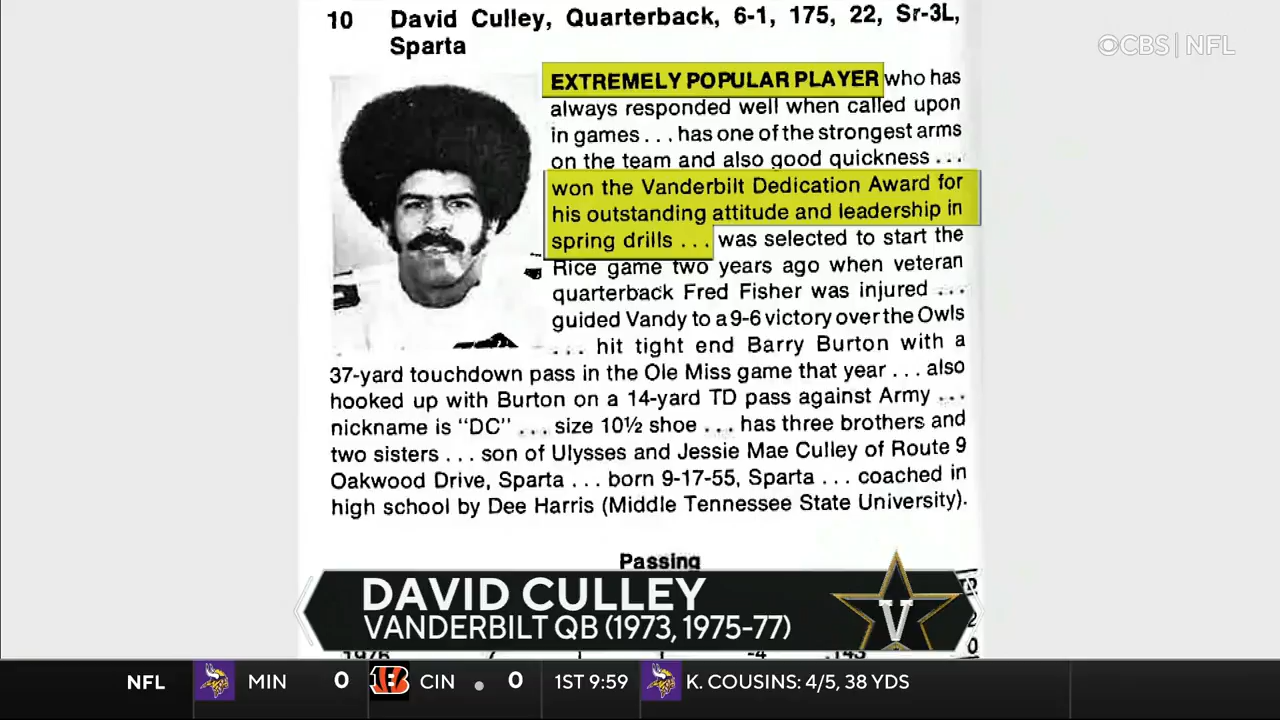 10 David Culley, Quarterback, 6-1, 175, 22, Sr-3L,
Sparta
CBS | NFL
EXTREMELY POPULAR PLAYER who has
always responded well when called upon
in games . . . has one of the strongest arms
on the team and also good quickness . . .
won the Vanderbilt Dedication Award for
his outstanding attitude and leadership in
spring drills . . . was selected to start the
Rice game two years ago when veteran
quarterback Fred Fisher was injured . . .
guided Vandy to a 9-6 victory over the Owls
. . . hit tight end Barry Burton with a
37-yard touchdown pass in the Ole Miss game that year . . . also
hooked up with Burton on a 14-yard TD pass against Army . . .
nickname is "DC" . . . size 10½ shoe . . . has three brothers and
two sisters . . . son of Ulysses and Jessie Mae Culley of Route 9
Oakwood Drive, Sparta . . . born 9-17-55, Sparta . . . coached in
high school by Dee Harris (Middle Tennessee State University).
Passing
DAVID CULLEY
VANDERBILT QB (1973, 1975-77)
V
NFL MIN 0 CIN 0 1ST 9:59 K. COUSINS: 4/5, 38 YDS